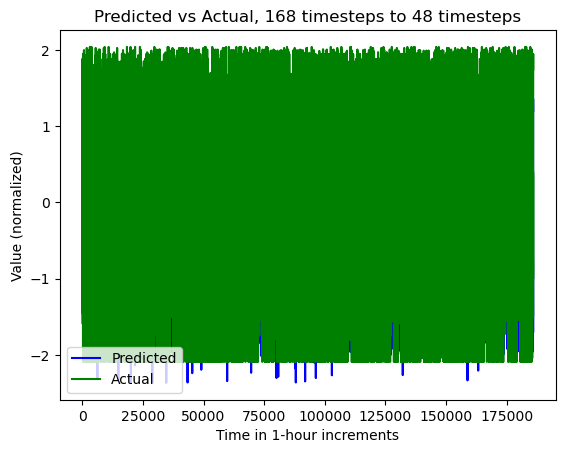 Predicted vs Actual, 168 timesteps to 48 timesteps
Value (normalized)
2
1
0
−1
−2
Predicted
Actual
0 25000 50000 75000 100000 125000 150000 175000
Time in 1-hour increments